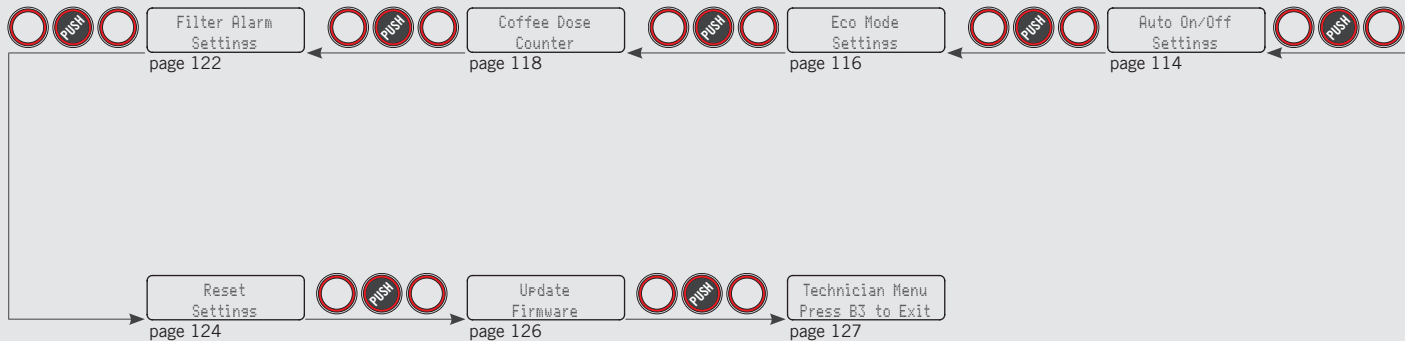 PUSH
Filter Alarm
Settings
page 122
PUSH
Coffee Dose
Counter
page 118
PUSH
Eco Mode
Settings
page 116
PUSH
Auto On/Off
Settings
page 114
PUSH
Reset
Settings
page 124
PUSH
Update
Firmware
page 126
PUSH
Technician Menu
Press B3 to Exit
page 127